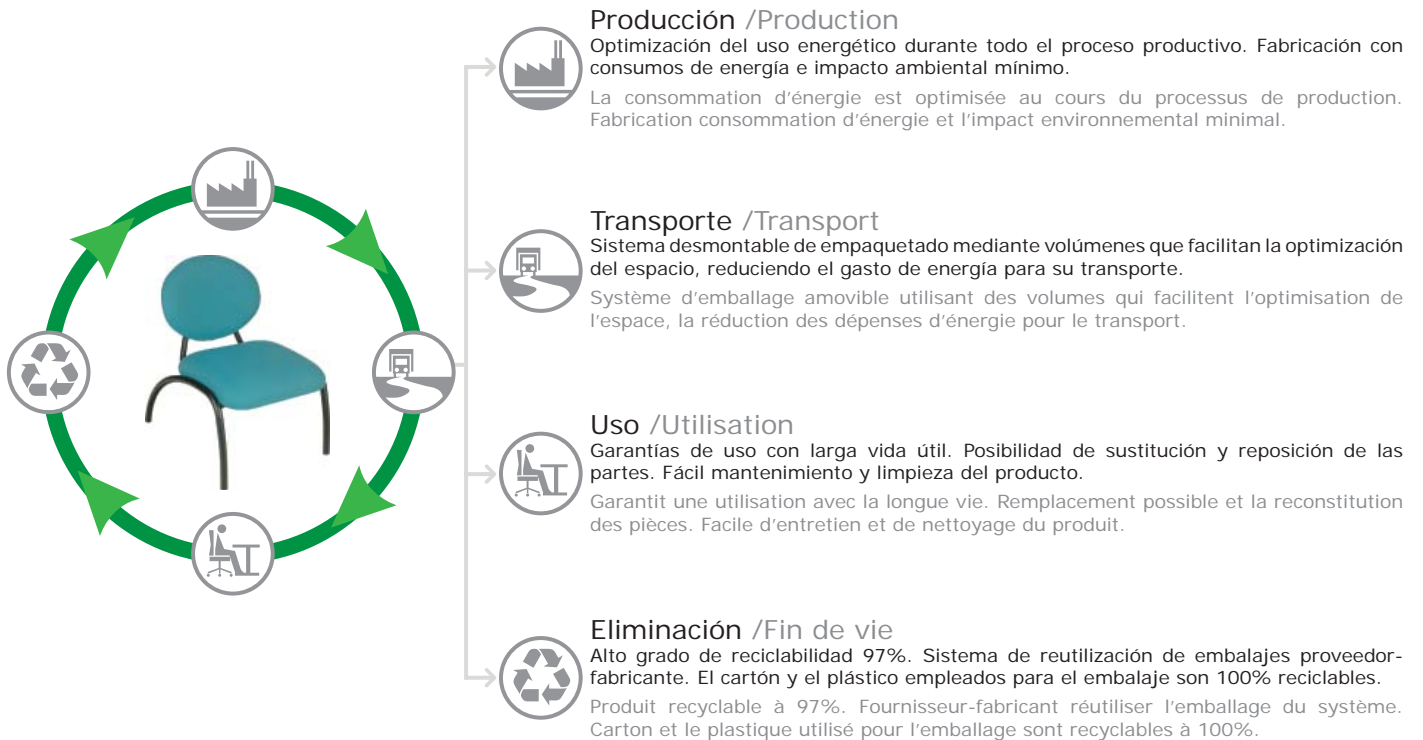 Producción /Production
Optimización del uso energético durante todo el proceso productivo. Fabricación con
consumos de energía e impacto ambiental mínimo.
La consommation d'énergie est optimisée au cours du processus de production.
Fabrication consommation d'énergie et l'impact environnemental minimal.
Transporte /Transport
Sistema desmontable de empaquetado mediante volúmenes que facilitan la optimización
del espacio, reduciendo el gasto de energía para su transporte.
Système d'emballage amovible utilisant des volumes qui facilitent l'optimisation de
l'espace, la réduction des dépenses d'énergie pour le transport.
Uso /Utilisation
Garantías de uso con larga vida útil. Posibilidad de sustitución y reposición de las
partes. Fácil mantenimiento y limpieza del producto.
Garantit une utilisation avec la longue vie. Remplacement possible et la reconstitution
des pièces. Facile d'entretien et de nettoyage du produit.
Eliminación /Fin de vie
Alto grado de reciclabilidad 97%. Sistema de reutilización de embalajes proveedor-
fabricante. El cartón y el plástico empleados para el embalaje son 100% reciclables.
Produit recyclable à 97%. Fournisseur-fabricant réutiliser l'emballage du système.
Carton et le plastique utilisé pour l'emballage sont recyclables à 100%.